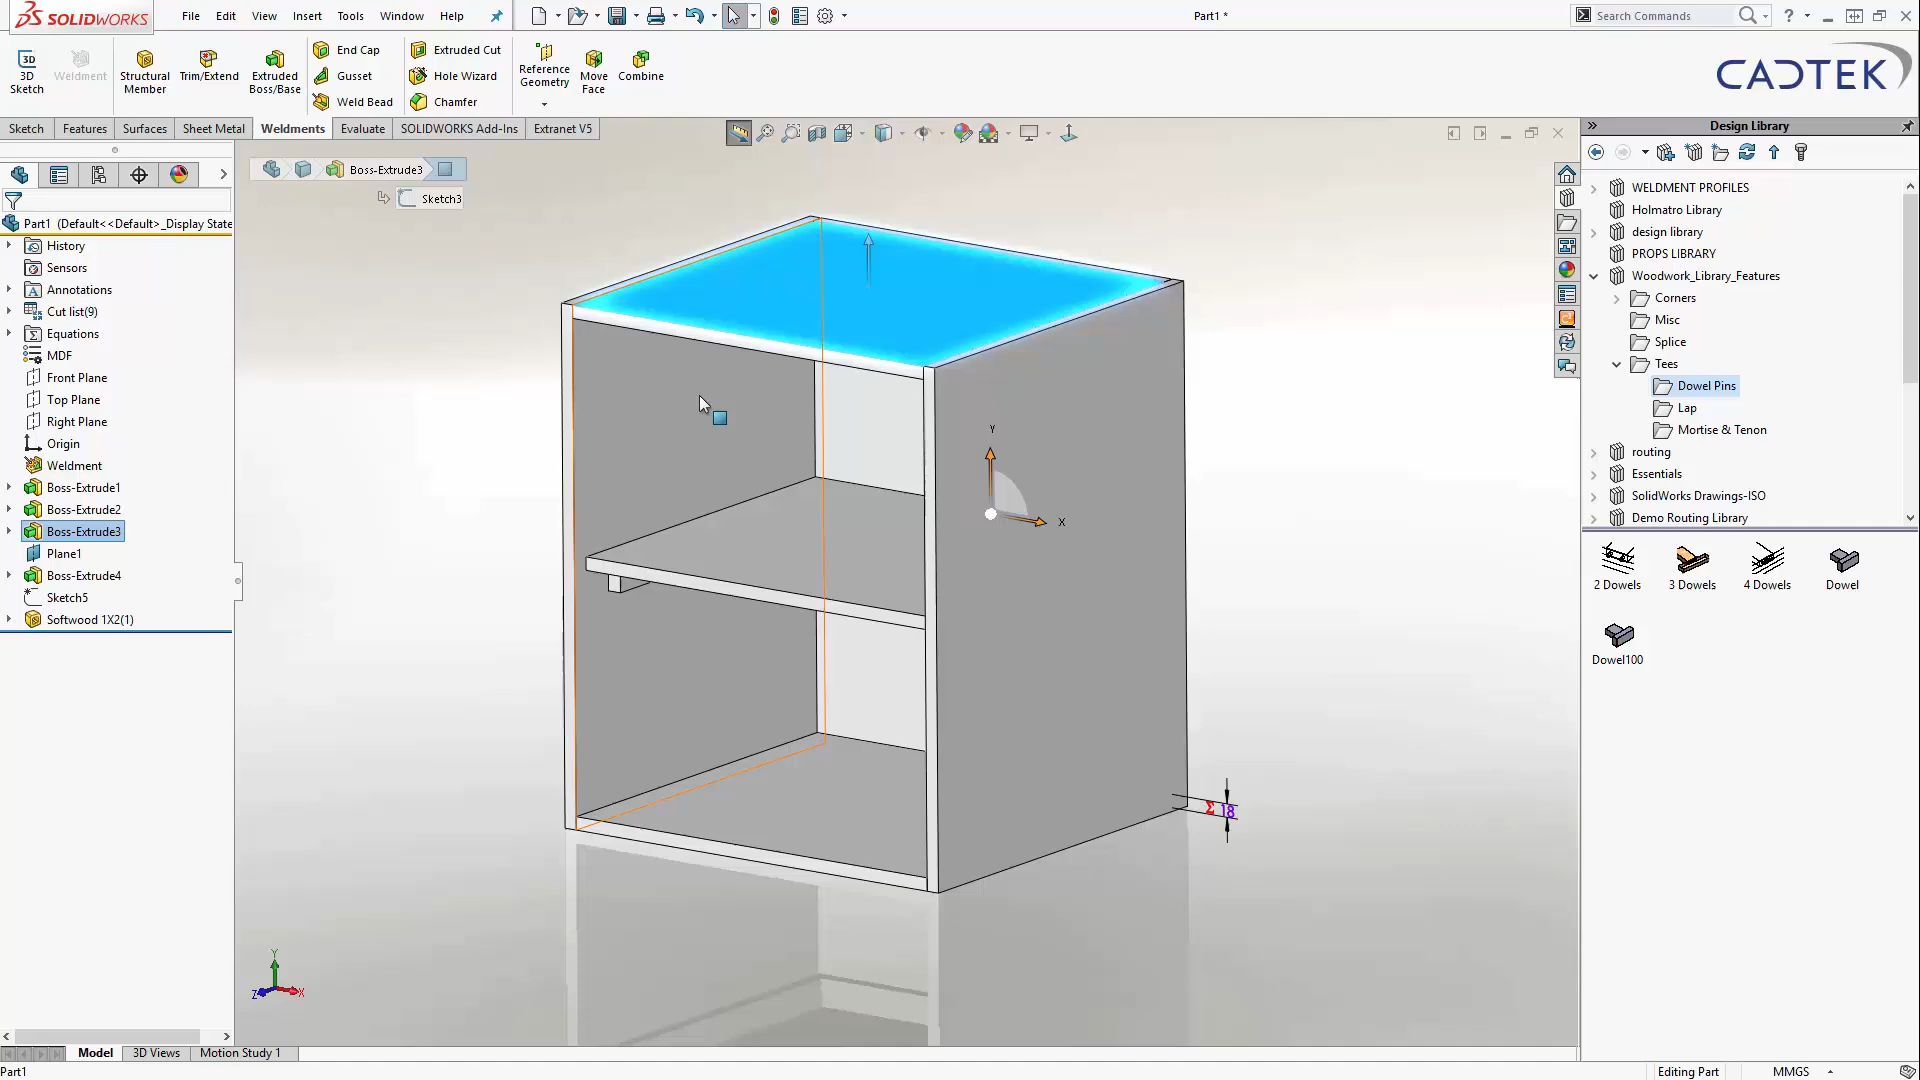 SOLIDWORKS
File Edit View Insert Tools Window Help
Part1 *
Search Commands
?
3D
3D Sketch
Weldment
Structural Member
Trim/Extend
Extruded Boss/Base
End Cap
Gusset
Weld Bead
Extruded Cut
Hole Wizard
Chamfer
Reference Geometry
Move Face
Combine
CADTEK
Sketch Features Surfaces Sheet Metal Weldments Evaluate SOLIDWORKS Add-Ins Extranet V5
Part1 (Default<<Default>_Display State
History
Sensors
Annotations
Cut list(9)
Equations
MDF
Front Plane
Top Plane
Right Plane
Origin
Weldment
Boss-Extrude1
Boss-Extrude2
Boss-Extrude3
Plane1
Boss-Extrude4
Sketch5
Softwood 1X2(1)
Boss-Extrude3
Sketch3
Y
X
Σ 18
Y
Z
X
Design Library
WELDMENT PROFILES
Holmatro Library
design library
PROPS LIBRARY
Woodwork_Library_Features
Corners
Misc
Splice
Tees
Dowel Pins
Lap
Mortise & Tenon
routing
Essentials
SolidWorks Drawings-ISO
Demo Routing Library
2 Dowels
3 Dowels
4 Dowels
Dowel
Dowel100
Model 3D Views Motion Study 1
Part1
Editing Part
MMGS